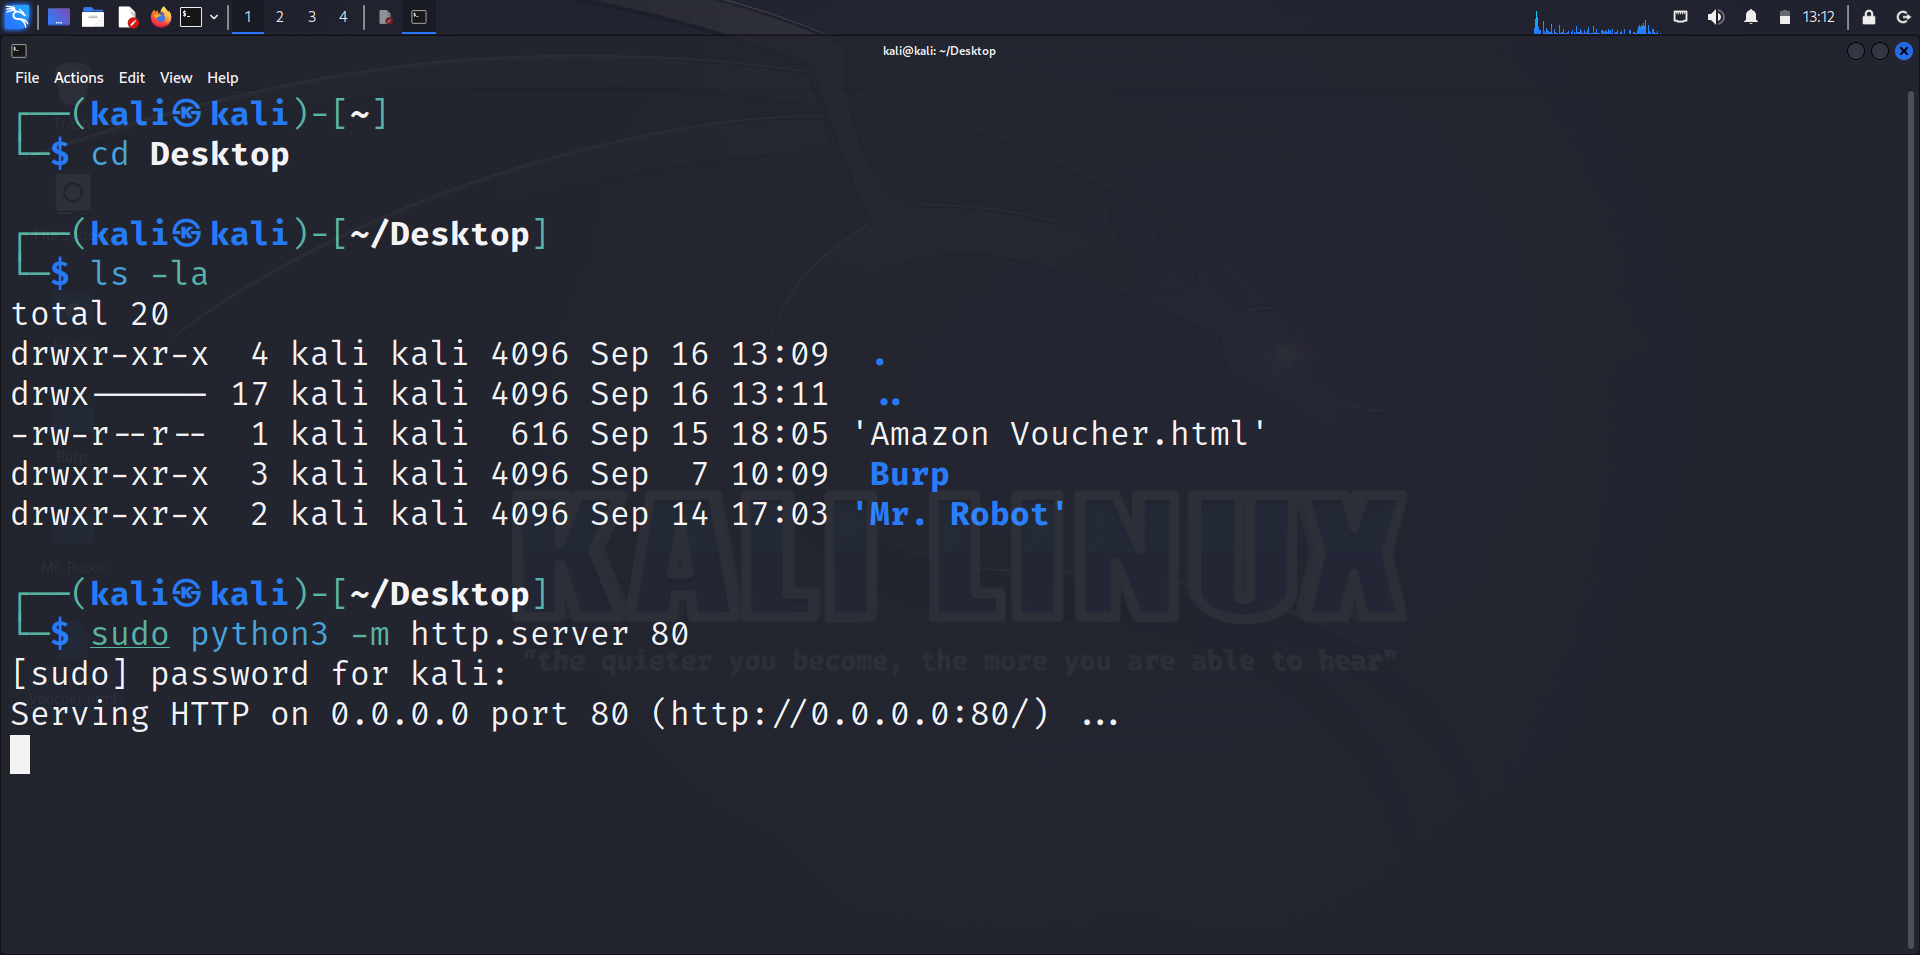 1 2 3 4 13:12
kali@kali: ~/Desktop
File Actions Edit View Help
┌──(kali㉿kali)-[~]
└─$ cd Desktop
┌──(kali㉿kali)-[~/Desktop]
└─$ ls -la
total 20
drwxr-xr-x  4 kali kali 4096 Sep 16 13:09  .
drwx------ 17 kali kali 4096 Sep 16 13:11  ..
-rw-r--r--  1 kali kali  616 Sep 15 18:05 'Amazon Voucher.html'
Burp
drwxr-xr-x  3 kali kali 4096 Sep  7 10:09  Burp
drwxr-xr-x  2 kali kali 4096 Sep 14 17:03 'Mr. Robot'
KALI LINUX
Mr. Robot
┌──(kali㉿kali)-[~/Desktop]
└─$ sudo python3 -m http.server 80
"the quieter you become, the more you are able to hear"
[sudo] password for kali:
Serving HTTP on 0.0.0.0 port 80 (http://0.0.0.0:80/) ...